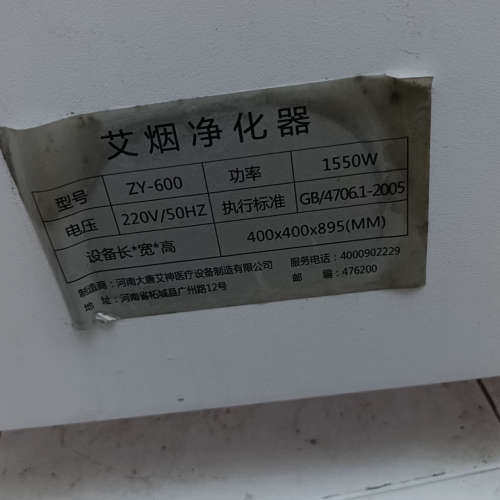 艾烟净化器
型号 ZY-600 功率 1550W
电压 220V/50HZ 执行标准 GB/4706.1-2005
设备长*宽*高 400x400x895(MM)
制造商：河南大唐艾神医疗设备制造有限公司 服务电话：4000902229
地 址：河南省柘城县广州路12号 邮 编：476200